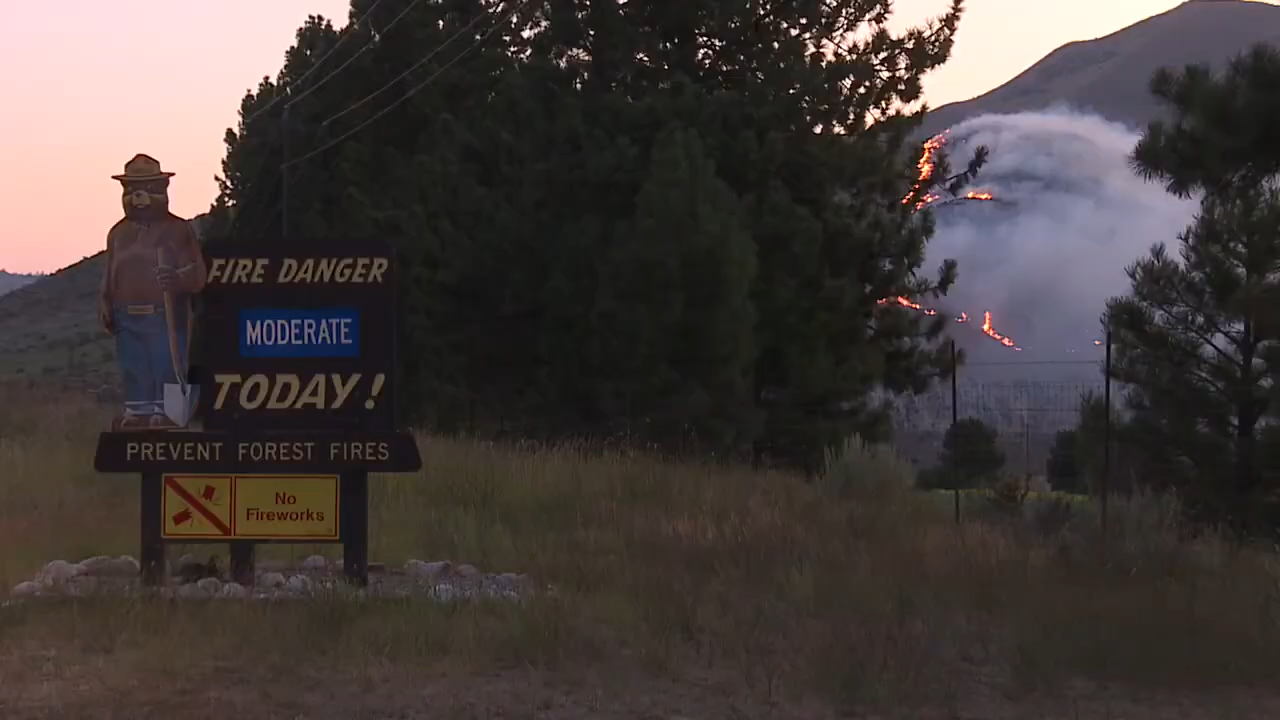 FIRE DANGER
MODERATE
TODAY!
PREVENT FOREST FIRES
No
Fireworks